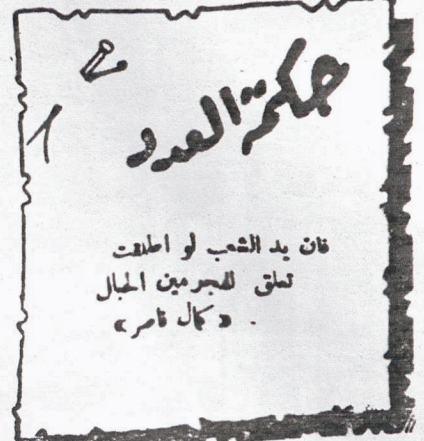 حكمة العدد
فان يد الشعب لو اطلقت
تعلق للمجرمين الحبال
« كمال ناصر » .